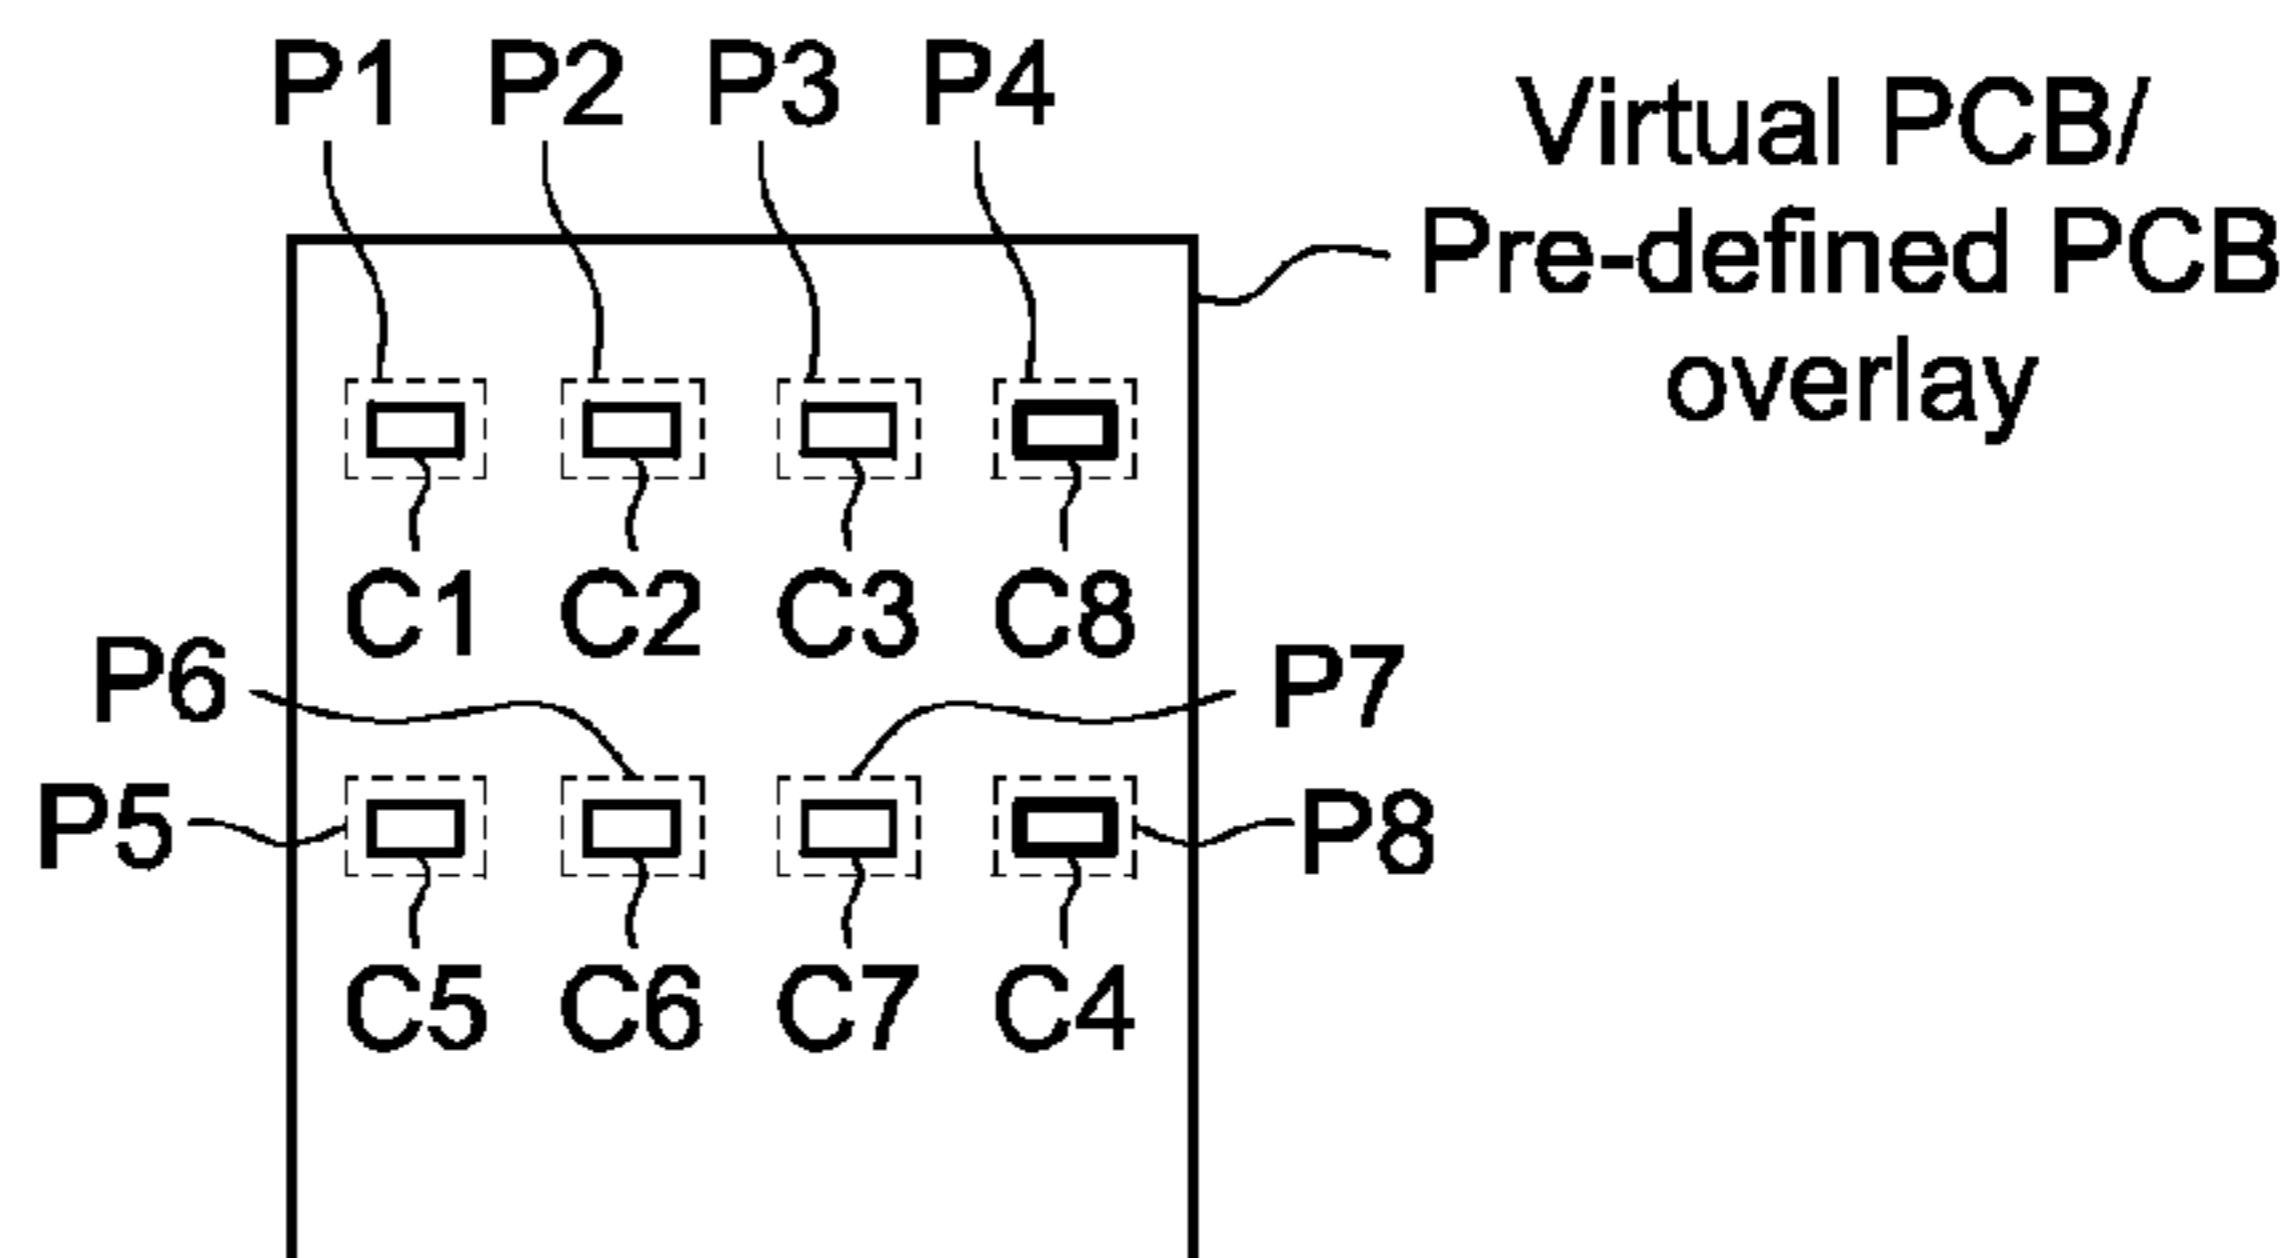 P1 P2 P3 P4
Virtual PCB/
Pre-defined PCB
overlay
C1 C2 C3 C8
P6 P7
P5 P8
C5 C6 C7 C4